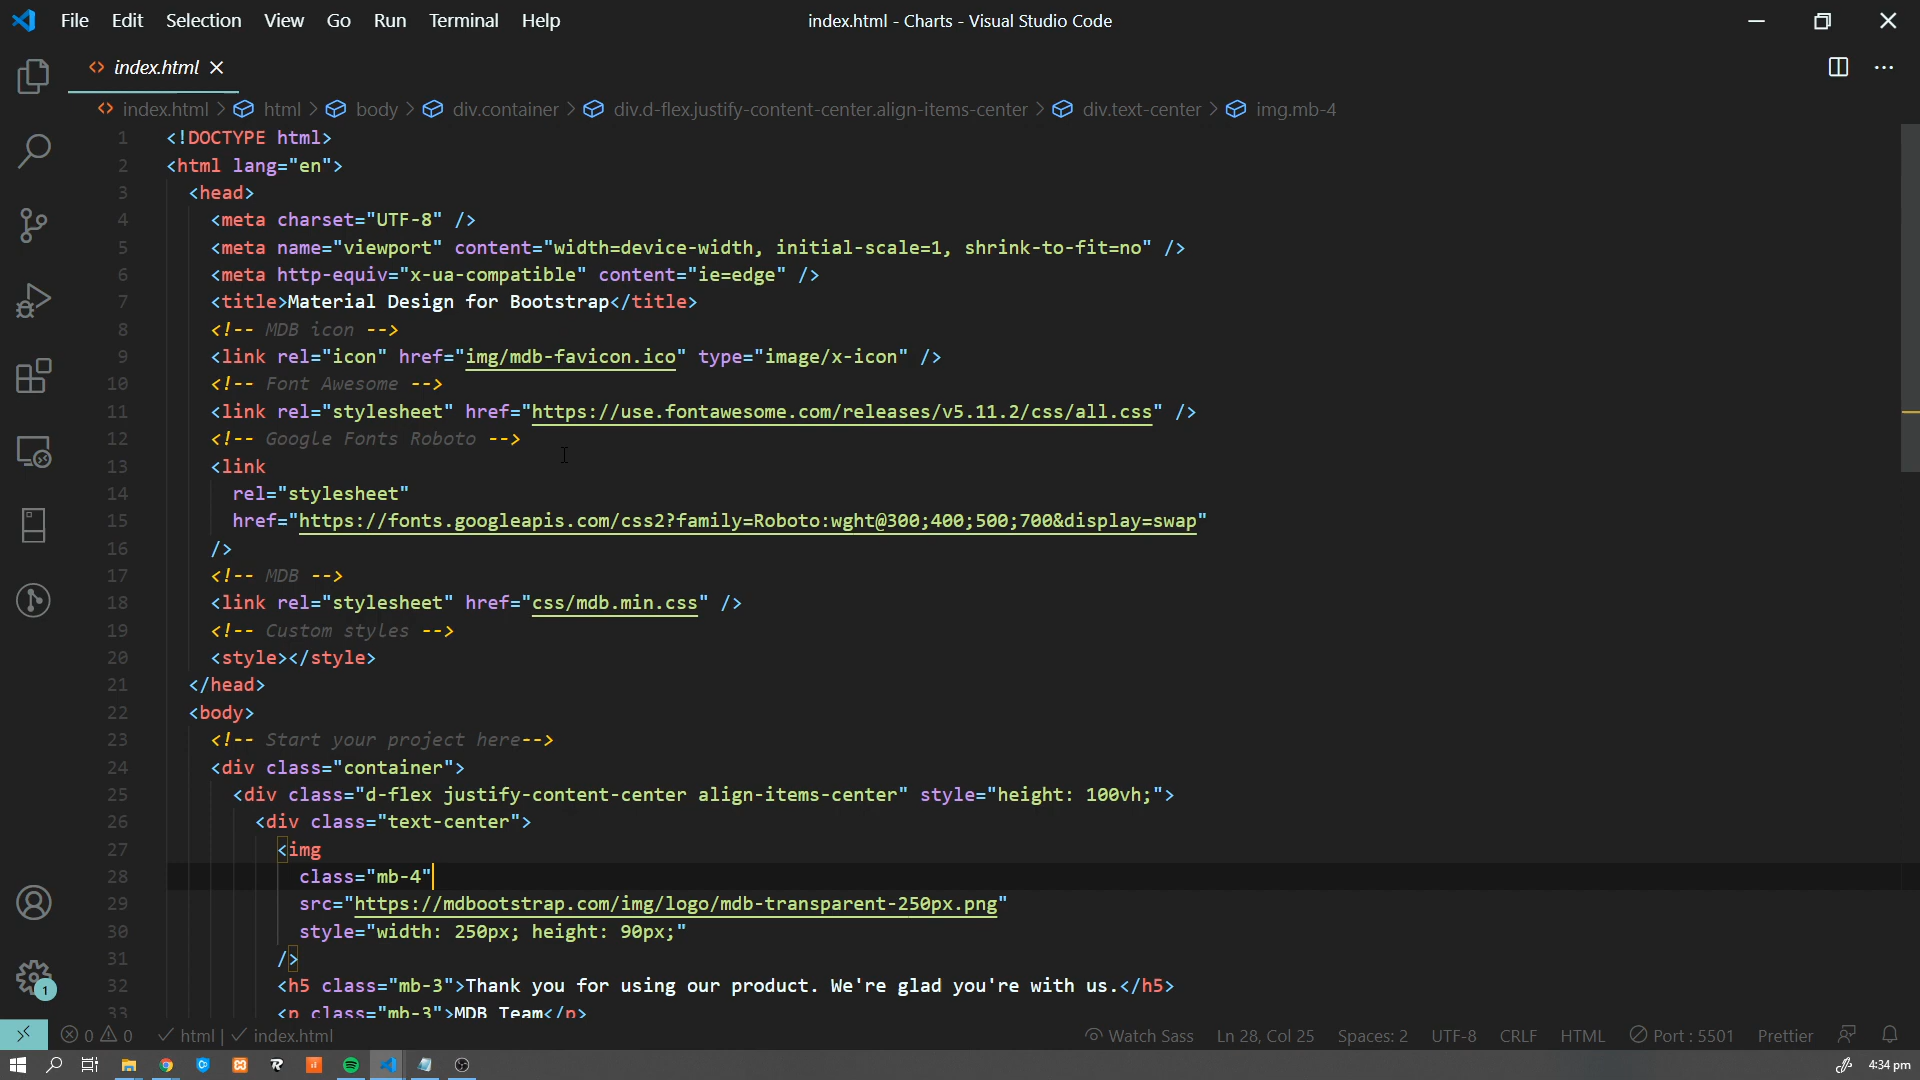 File Edit Selection View Go Run Terminal Help
index.html - Charts - Visual Studio Code
index.html
index.html > html > body > div.container > div.d-flex.justify-content-center.align-items-center > div.text-center > img.mb-4
1 <!DOCTYPE html>
2 <html lang="en">
3 <head>
4 <meta charset="UTF-8" />
5 <meta name="viewport" content="width=device-width, initial-scale=1, shrink-to-fit=no" />
6 <meta http-equiv="x-ua-compatible" content="ie=edge" />
7 <title>Material Design for Bootstrap</title>
8 <!-- MDB icon -->
9 <link rel="icon" href="img/mdb-favicon.ico" type="image/x-icon" />
10 <!-- Font Awesome -->
11 <link rel="stylesheet" href="https://use.fontawesome.com/releases/v5.11.2/css/all.css" />
12 <!-- Google Fonts Roboto -->
13 <link
14 rel="stylesheet"
15 href="https://fonts.googleapis.com/css2?family=Roboto:wght@300;400;500;700&display=swap"
16 />
17 <!-- MDB -->
18 <link rel="stylesheet" href="css/mdb.min.css" />
19 <!-- Custom styles -->
20 <style></style>
21 </head>
22 <body>
23 <!-- Start your project here-->
24 <div class="container">
25 <div class="d-flex justify-content-center align-items-center" style="height: 100vh;">
26 <div class="text-center">
27 <img
28 class="mb-4"
29 src="https://mdbootstrap.com/img/logo/mdb-transparent-250px.png"
30 style="width: 250px; height: 90px;"
31 />
32 <h5 class="mb-3">Thank you for using our product. We're glad you're with us.</h5>
33 <p class="mb-3">MDB Team</p>
1
0 0 html | index.html Watch Sass Ln 28, Col 25 Spaces: 2 UTF-8 CRLF HTML Port : 5501 Prettier
4:34 pm